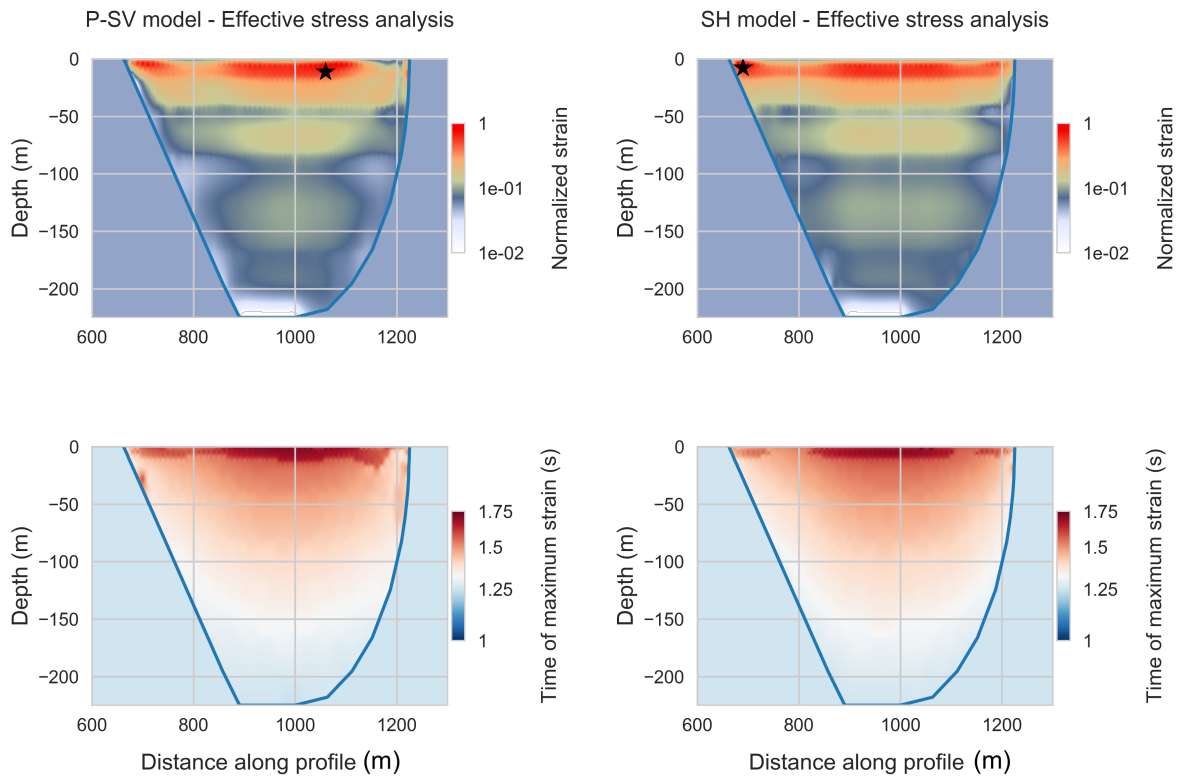 P-SV model - Effective stress analysis
SH model - Effective stress analysis
0
−50
−100
−150
−200
Depth (m)
600
800
1000
1200
1
1e-01
1e-02
Normalized strain
0
−50
−100
−150
−200
Depth (m)
600
800
1000
1200
1
1e-01
1e-02
Normalized strain
0
−50
−100
−150
−200
Depth (m)
600
800
1000
1200
Distance along profile (m)
1.75
1.5
1.25
1
Time of maximum strain (s)
0
−50
−100
−150
−200
Depth (m)
600
800
1000
1200
Distance along profile (m)
1.75
1.5
1.25
1
Time of maximum strain (s)